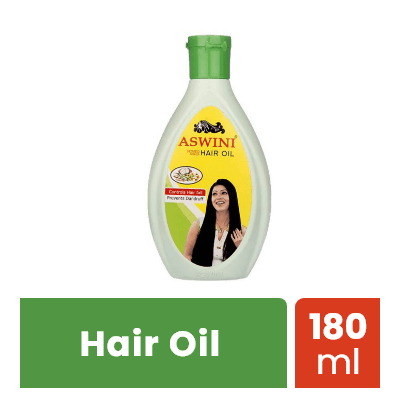 ASWINI
HAIR OIL
Controls Hair Fall
Prevents Dandruff
Hair Oil
180
ml